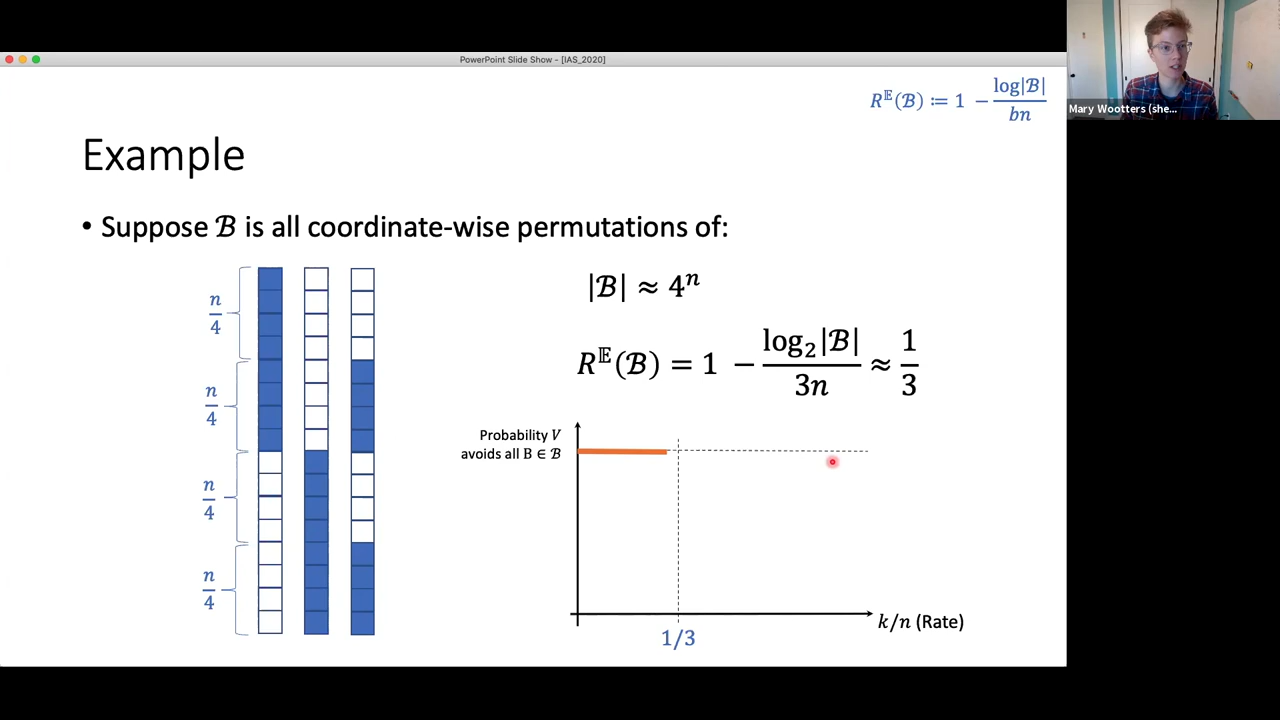 PowerPoint Slide Show - [IAS_2020]
R^𝔼(ℬ) ≔ 1 − log|ℬ| / bn
Mary Wootters (she...
Example
• Suppose ℬ is all coordinate-wise permutations of:
n/4
n/4
n/4
n/4
|ℬ| ≈ 4^n
R^𝔼(ℬ) = 1 − log₂|ℬ| / 3n ≈ 1/3
Probability V
avoids all B ∈ ℬ
k/n (Rate)
1/3